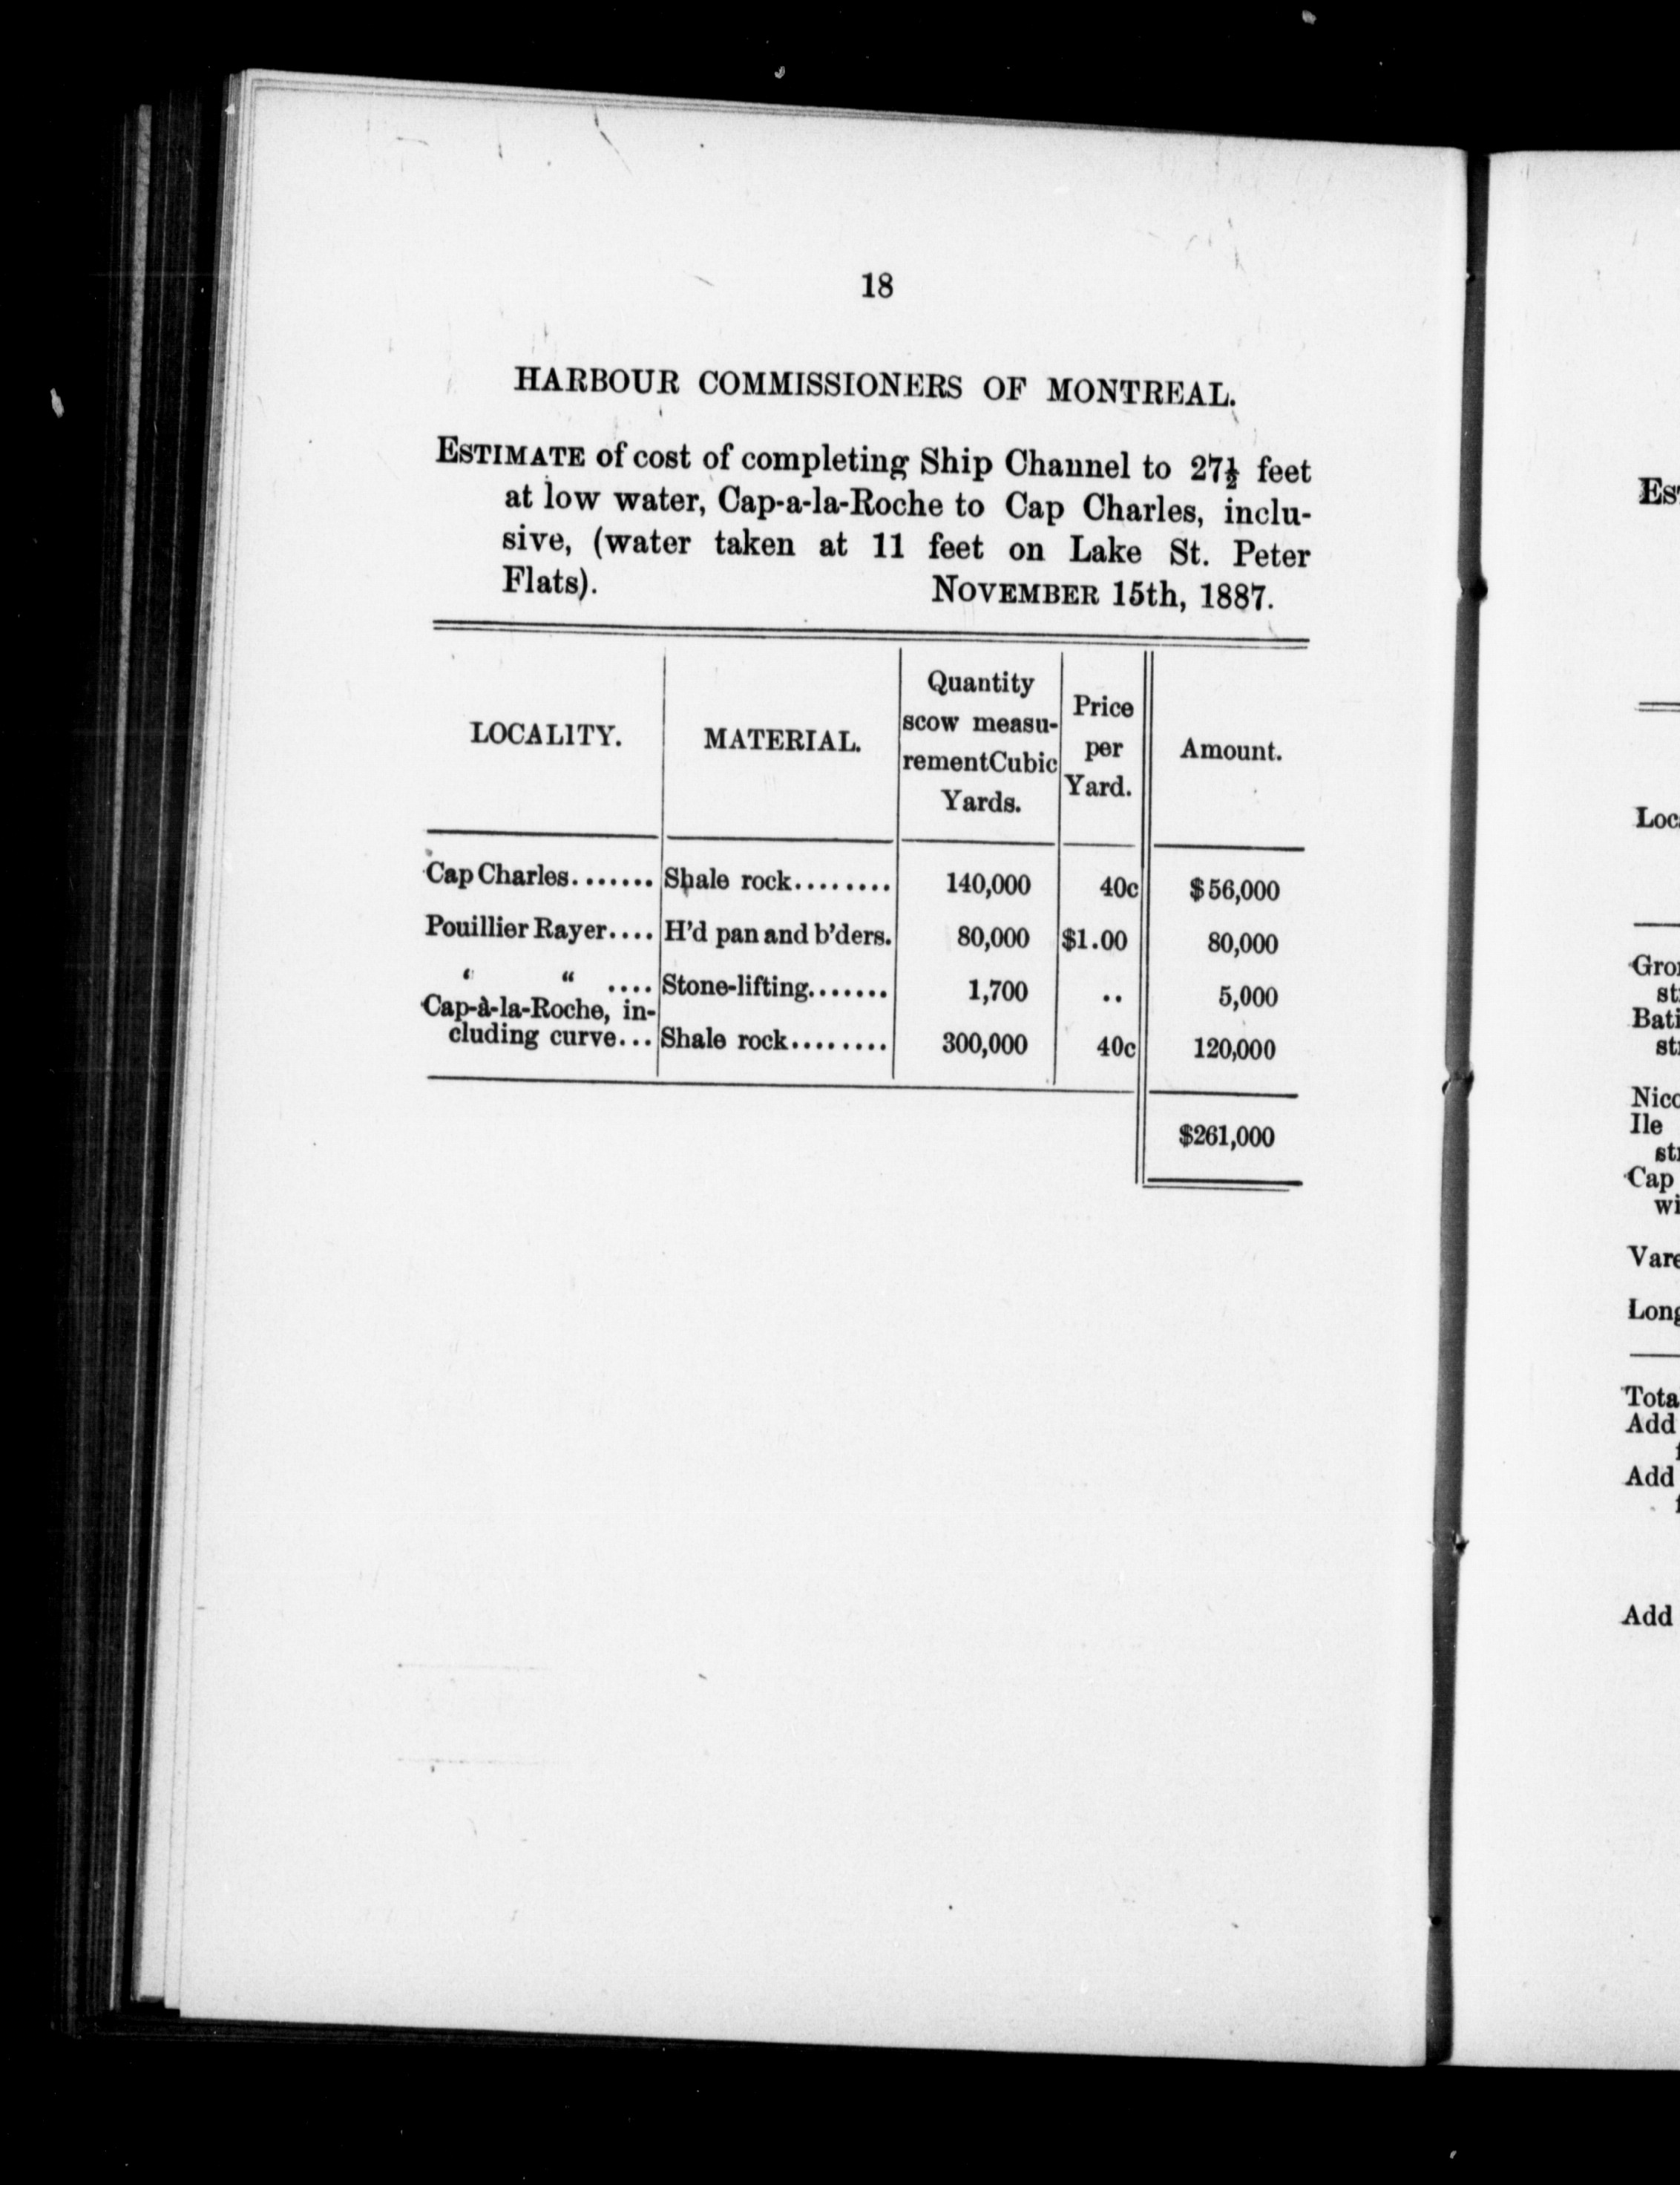 18
HARBOUR COMMISSIONERS OF MONTREAL.
ESTIMATE of cost of completing Ship Channel to 27½ feet
at low water, Cap-a-la-Roche to Cap Charles, inclu-
sive, (water taken at 11 feet on Lake St. Peter
Flats). NOVEMBER 15th, 1887.
LOCALITY. MATERIAL. Quantity scow measu-rementCubic Yards. Price per Yard. Amount.
Cap Charles....... Shale rock........ 140,000 40c $56,000
Pouillier Rayer.... H'd pan and b'ders. 80,000 $1.00 80,000
‘ “ .... Stone-lifting....... 1,700 .. 5,000
Cap-à-la-Roche, in-
cluding curve... Shale rock........ 300,000 40c 120,000
$261,000
Loc
Bati
Nico
Ile
Cap
Vare
Long
Tota
Add
Add
Add